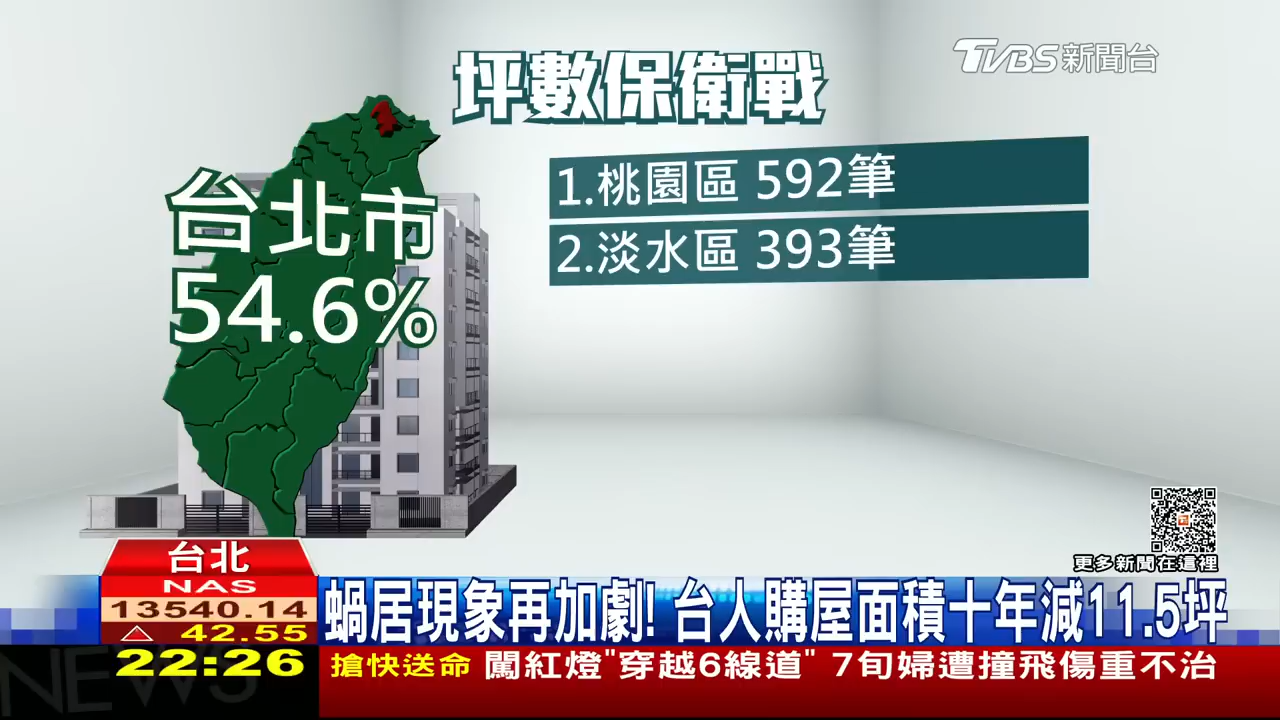 坪數保衛戰
TVBS新聞台
1.桃園區 592筆
2.淡水區 393筆
台北市
54.6%
更多新聞在這裡
台北
NAS
13540.14
42.55
蝸居現象再加劇! 台人購屋面積十年減11.5坪
22:26
搶快送命 闖紅燈"穿越6線道" 7旬婦遭撞飛傷重不治
NEWS